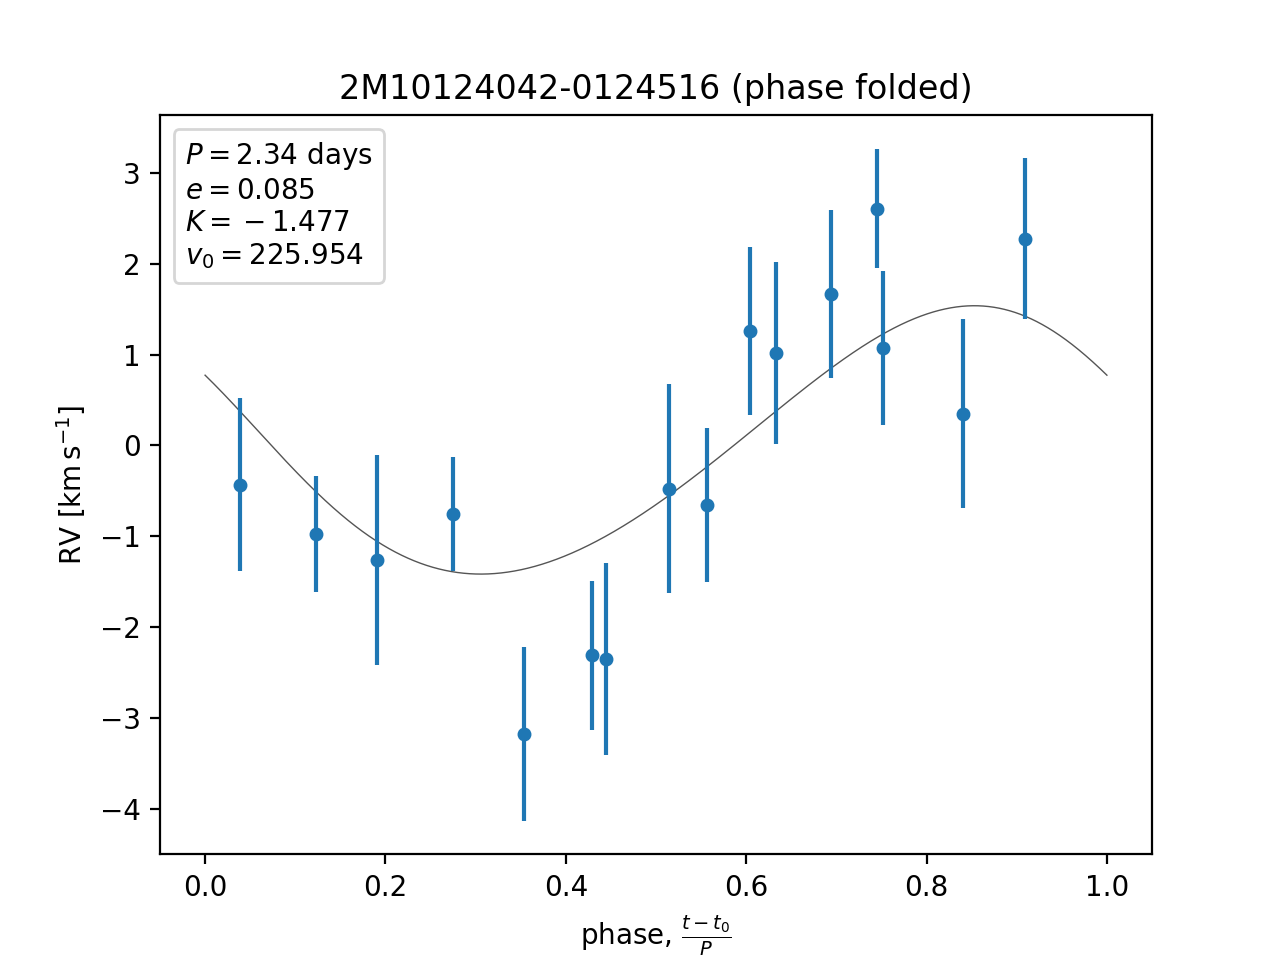 2M10124042-0124516 (phase folded)
P = 2.34 days
e = 0.085
K = −1.477
v₀ = 225.954
3
2
1
0
−1
−2
−3
−4
RV [km s⁻¹]
0.0 0.2 0.4 0.6 0.8 1.0
phase, (t − t₀)/P